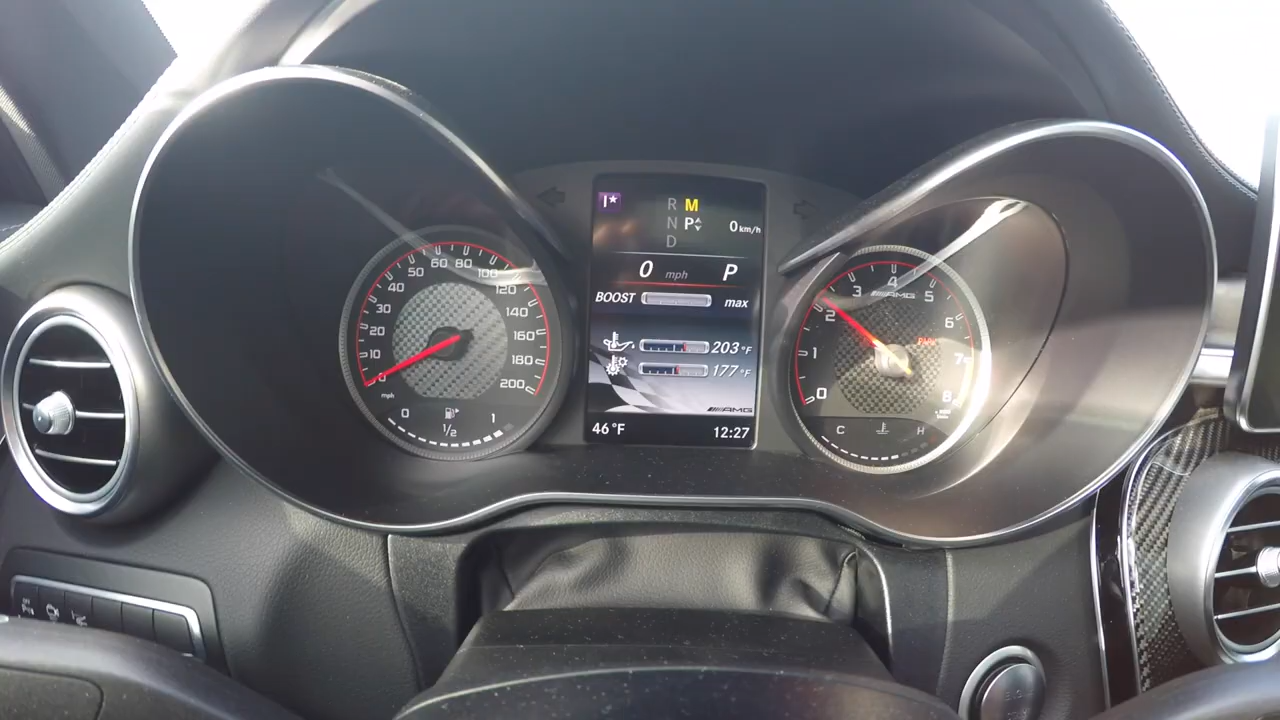 50 60 80
100
40
120
30
140
20
160
10
180
0
200
mph
0 1/2 1
I*
R M
N P
D
0 km/h
0 mph P
BOOST max
203 °F
177 °F
AMG
46 °F 12:27
3 4 5
AMG
2
6
PARK
1
7
0
8
C H